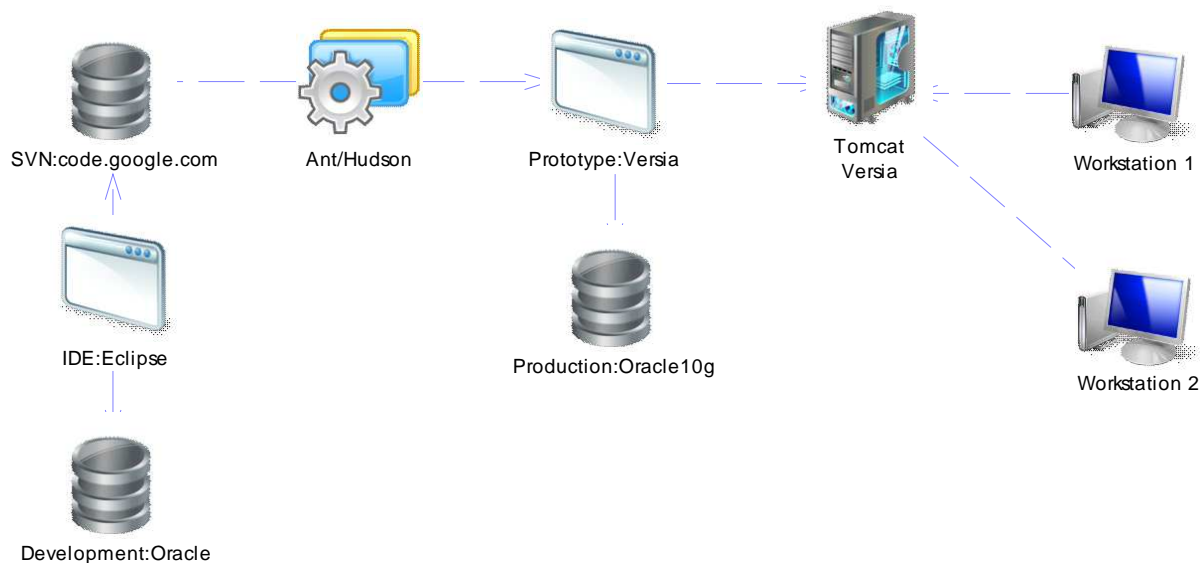 SVN:code.google.com
Ant/Hudson
Prototype:Versia
Tomcat
Versia
Workstation 1
IDE:Eclipse
Production:Oracle10g
Workstation 2
Development:Oracle